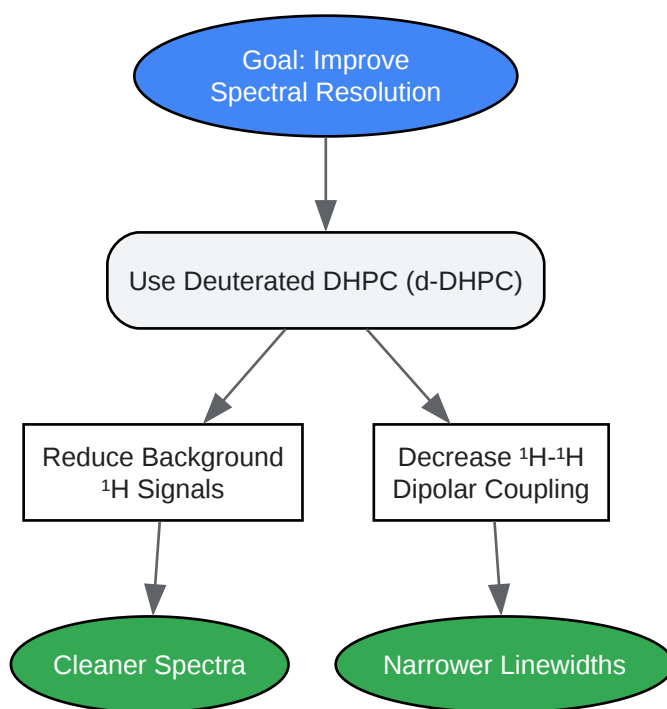 Goal: Improve
Spectral Resolution
Use Deuterated DHPC (d-DHPC)
Reduce Background
¹H Signals
Decrease ¹H-¹H
Dipolar Coupling
Cleaner Spectra
Narrower Linewidths